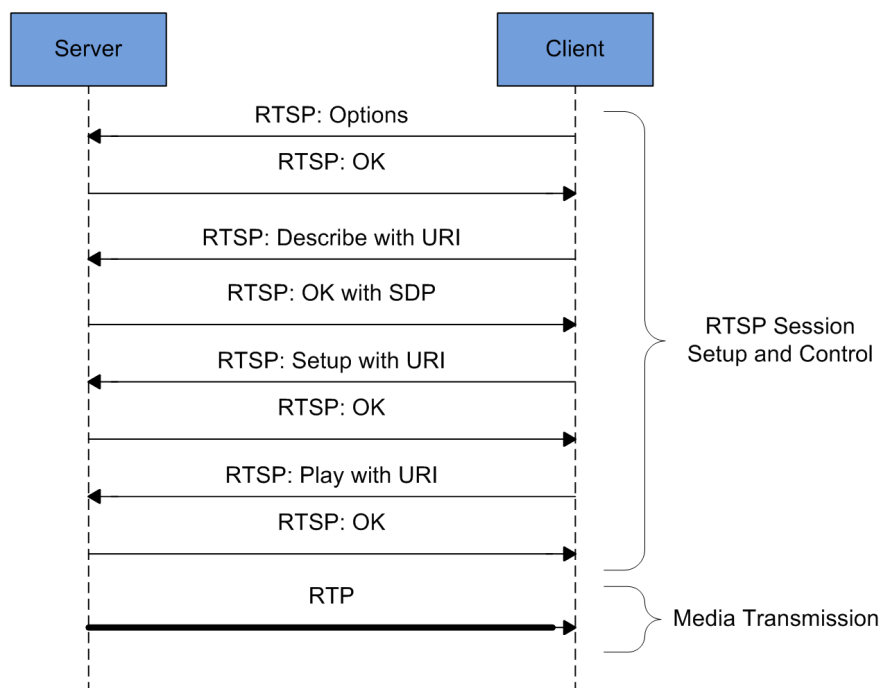 Server
Client
RTSP: Options
RTSP: OK
RTSP: Describe with URI
RTSP: OK with SDP
RTSP: Setup with URI
RTSP: OK
RTSP: Play with URI
RTSP: OK
RTSP Session
Setup and Control
RTP
Media Transmission